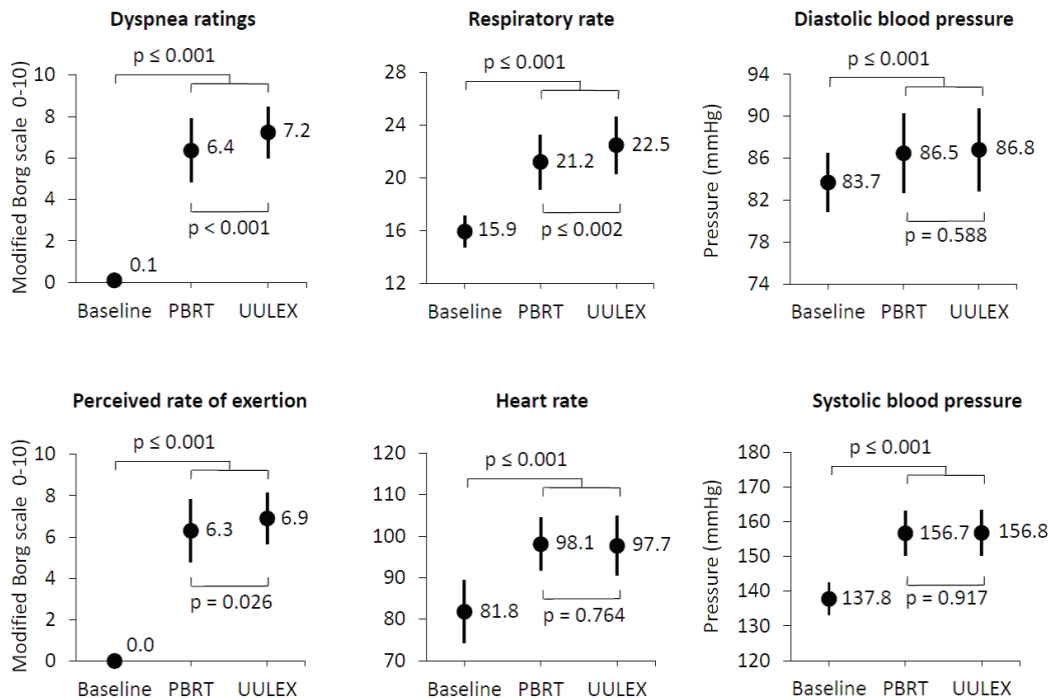 Dyspnea ratings
Modified Borg scale 0-10)
10
8
6
4
2
0
p ≤ 0.001
6.4
7.2
p < 0.001
0.1
Baseline PBRT UULEX
Respiratory rate
28
24
20
16
12
p ≤ 0.001
21.2
22.5
15.9
p ≤ 0.002
Baseline PBRT UULEX
Diastolic blood pressure
Pressure (mmHg)
94
90
86
82
78
74
p ≤ 0.001
83.7
86.5
86.8
p = 0.588
Baseline PBRT UULEX
Perceived rate of exertion
Modified Borg scale 0-10)
10
8
6
4
2
0
p ≤ 0.001
6.3
6.9
p = 0.026
0.0
Baseline PBRT UULEX
Heart rate
120
110
100
90
80
70
p ≤ 0.001
98.1
97.7
81.8
p = 0.764
Baseline PBRT UULEX
Systolic blood pressure
Pressure (mmHg)
180
170
160
150
140
130
120
p ≤ 0.001
156.7
156.8
137.8
p = 0.917
Baseline PBRT UULEX